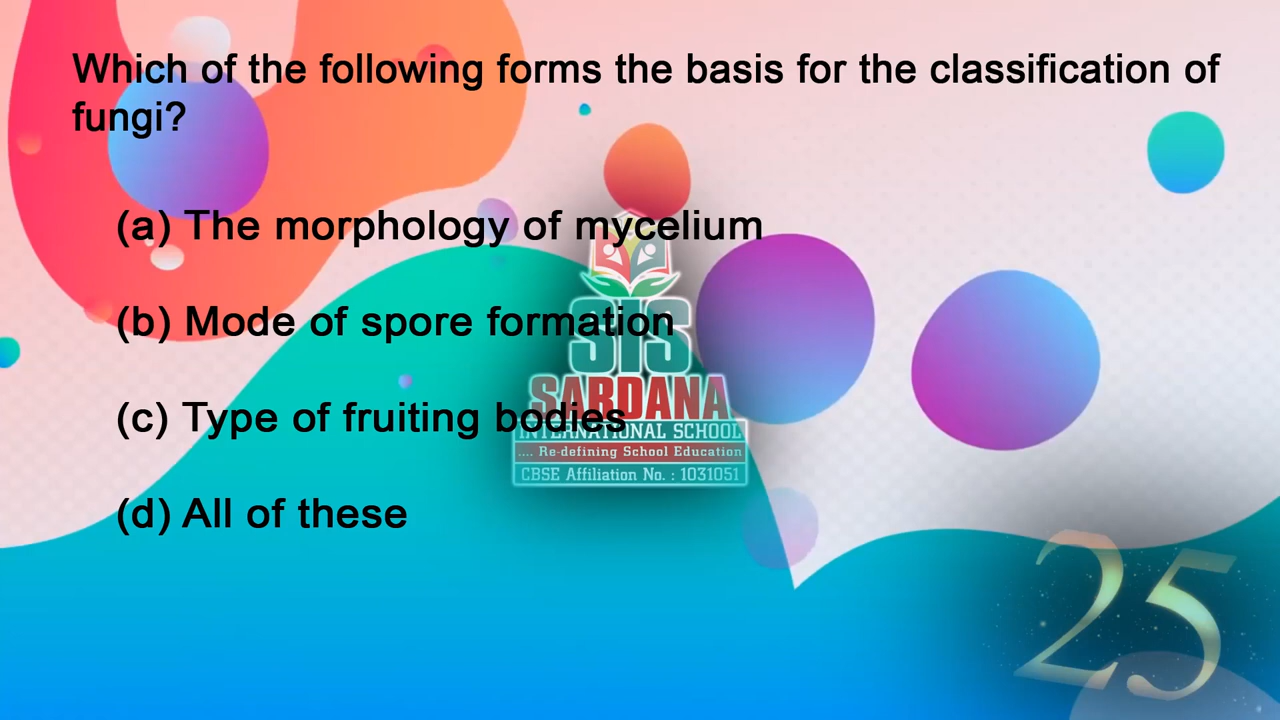 Which of the following forms the basis for the classification of
fungi?
(a) The morphology of mycelium
(b) Mode of spore formation
(c) Type of fruiting bodies
(d) All of these
SIS
SARDANA
INTERNATIONAL SCHOOL
.... Re-defining School Education
CBSE Affiliation No. : 1031051
25